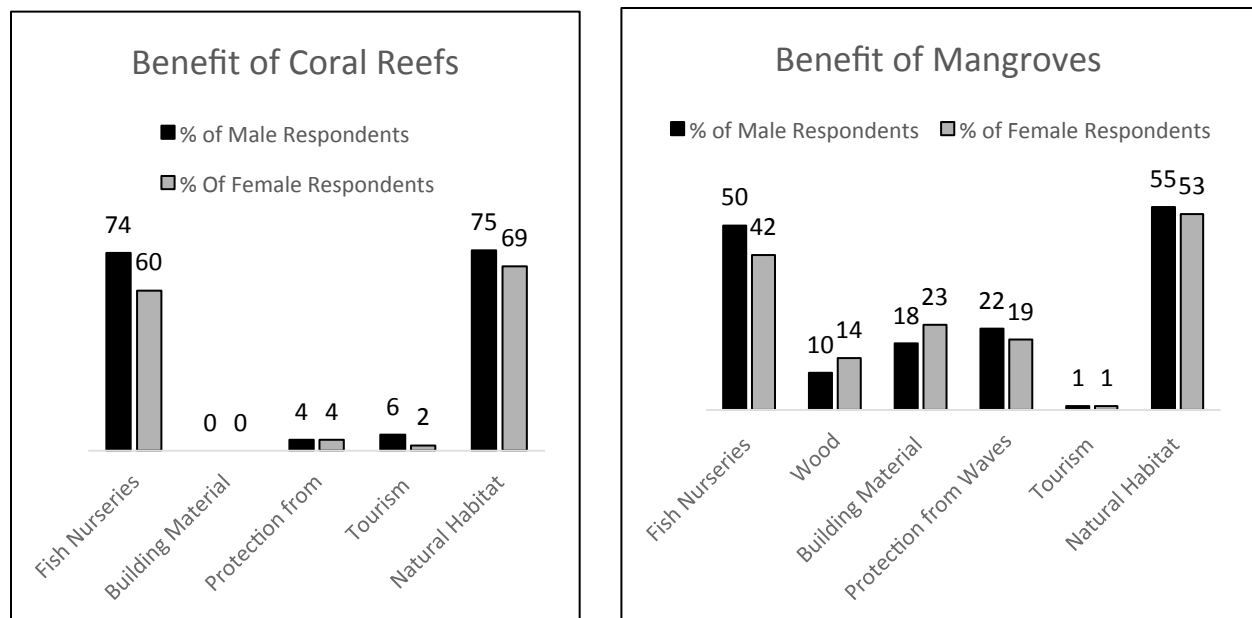 Benefit of Coral Reefs
% of Male Respondents
% Of Female Respondents
74
60
0
0
4
4
6
2
75
69
Fish Nurseries
Building Material
Protection from
Tourism
Natural Habitat
Benefit of Mangroves
% of Male Respondents
% of Female Respondents
50
42
10
14
18
23
22
19
1
1
55
53
Fish Nurseries
Wood
Building Material
Protection from Waves
Tourism
Natural Habitat